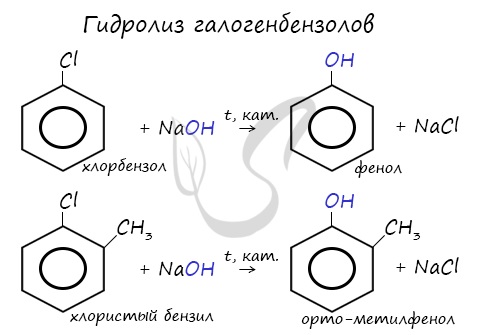 Гидролиз галогенбензолов
Cl OH
+ NaOH t, кат. → + NaCl
хлорбензол фенол
Cl OH
CH₃ CH₃
+ NaOH t, кат. → + NaCl
хлористый бензил орто-метилфенол